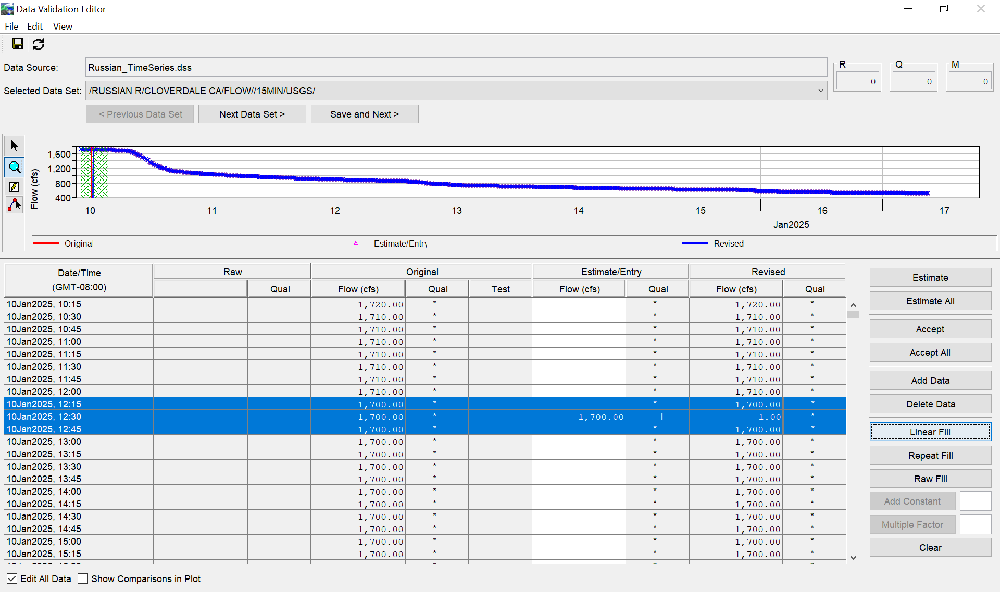 Data Validation Editor
File Edit View
Data Source: Russian_TimeSeries.dss
R Q M
0 0 0
Selected Data Set: /RUSSIAN R/CLOVERDALE CA/FLOW//15MIN/USGS/
< Previous Data Set Next Data Set > Save and Next >
Flow (cfs)
1,600
1,200
800
400
10 11 12 13 14 15 16 17
Jan2025
Origina Estimate/Entry Revised
Date/Time Raw Original Estimate/Entry Revised
(GMT-08:00) Qual Flow (cfs) Qual Test Flow (cfs) Qual Flow (cfs) Qual
10Jan2025, 10:15 1,720.00 * * 1,720.00 *
10Jan2025, 10:30 1,710.00 * * 1,710.00 *
10Jan2025, 10:45 1,710.00 * * 1,710.00 *
10Jan2025, 11:00 1,710.00 * * 1,710.00 *
10Jan2025, 11:15 1,710.00 * * 1,710.00 *
10Jan2025, 11:30 1,710.00 * * 1,710.00 *
10Jan2025, 11:45 1,710.00 * * 1,710.00 *
10Jan2025, 12:00 1,710.00 * * 1,710.00 *
10Jan2025, 12:15 1,700.00 * * 1,700.00 *
10Jan2025, 12:30 1,700.00 * 1,700.00 I 1.00 *
10Jan2025, 12:45 1,700.00 * * 1,700.00 *
10Jan2025, 13:00 1,700.00 * * 1,700.00 *
10Jan2025, 13:15 1,700.00 * * 1,700.00 *
10Jan2025, 13:30 1,700.00 * * 1,700.00 *
10Jan2025, 13:45 1,700.00 * * 1,700.00 *
10Jan2025, 14:00 1,700.00 * * 1,700.00 *
10Jan2025, 14:15 1,700.00 * * 1,700.00 *
10Jan2025, 14:30 1,700.00 * * 1,700.00 *
10Jan2025, 14:45 1,700.00 * * 1,700.00 *
10Jan2025, 15:00 1,700.00 * * 1,700.00 *
10Jan2025, 15:15 1,700.00 * * 1,700.00 *
Estimate
Estimate All
Accept
Accept All
Add Data
Delete Data
Linear Fill
Repeat Fill
Raw Fill
Add Constant
Multiple Factor
Clear
Edit All Data Show Comparisons in Plot